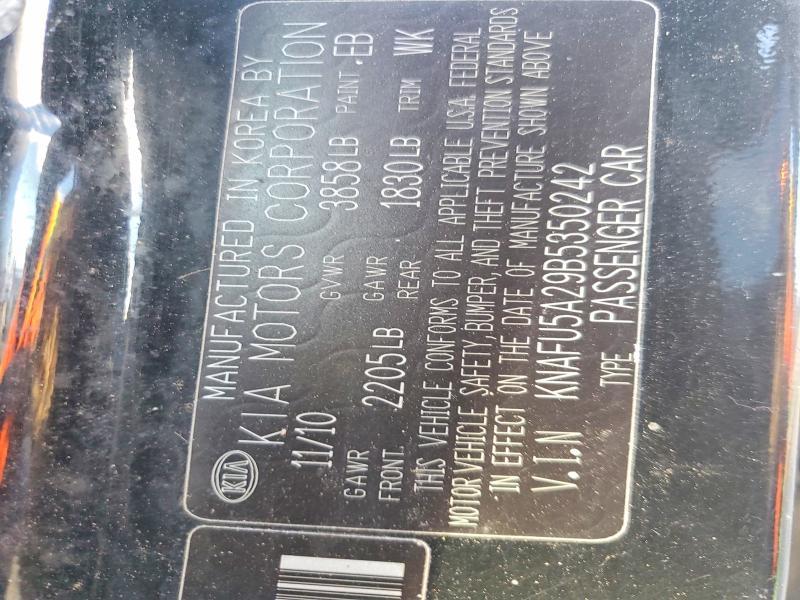 MANUFACTURED IN KOREA BY
KIA KIA MOTORS CORPORATION
11/10 GVWR 3858LB PAINT .EB
GAWR FRONT. 2205LB GAWR REAR 1830LB TRIM WK
THIS VEHICLE CONFORMS TO ALL APPLICABLE U.S.A. FEDERAL
MOTOR VEHICLE SAFETY, BUMPER, AND THEFT PREVENTION STANDARDS
IN EFFECT ON THE DATE OF MANUFACTURE SHOWN ABOVE
V.I.N KNAFU5A29B5350242
TYPE. PASSENGER CAR